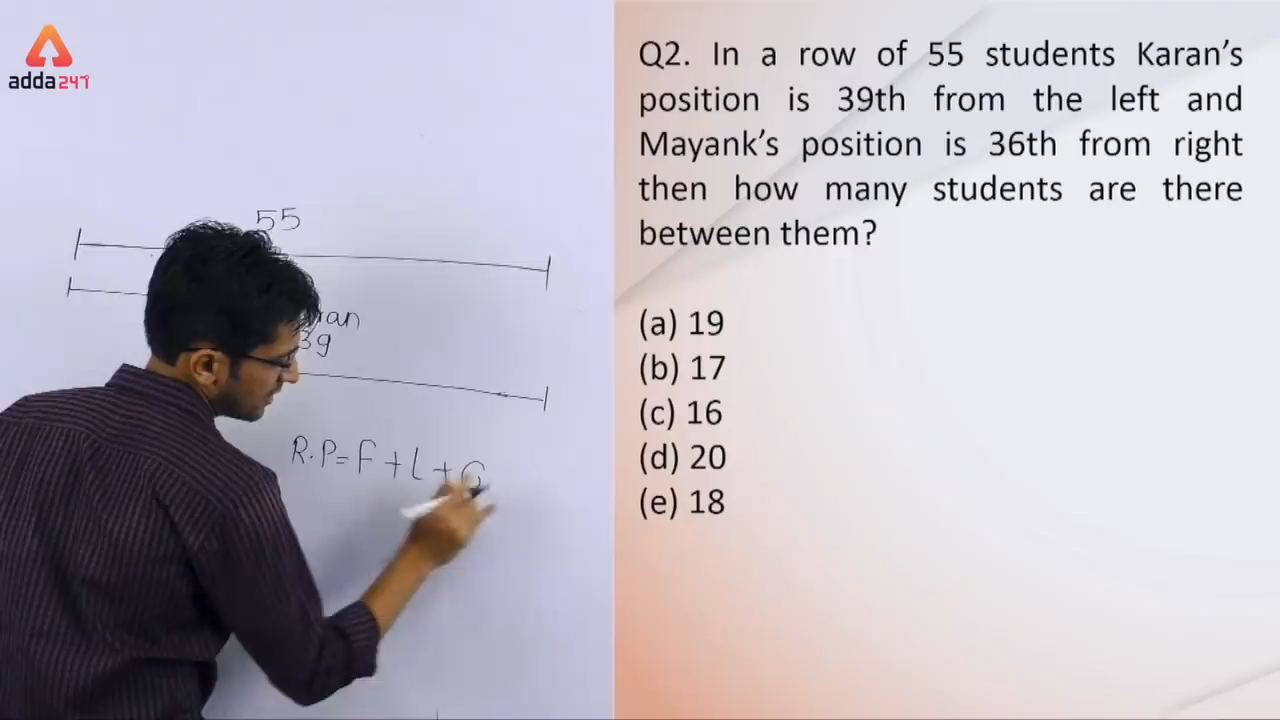 adda247
55
39
R.P= F + L + G
Q2. In a row of 55 students Karan's
position is 39th from the left and
Mayank's position is 36th from right
then how many students are there
between them?
(a) 19
(b) 17
(c) 16
(d) 20
(e) 18